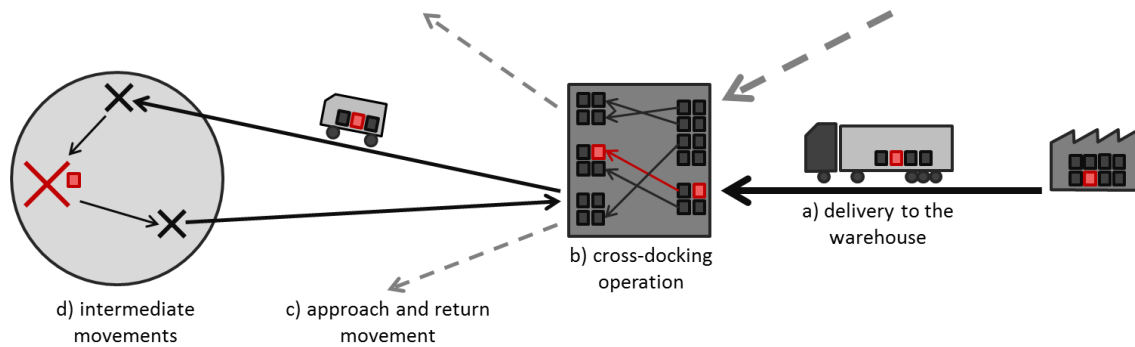 a) delivery to the
warehouse
b) cross-docking
operation
c) approach and return
movement
d) intermediate
movements